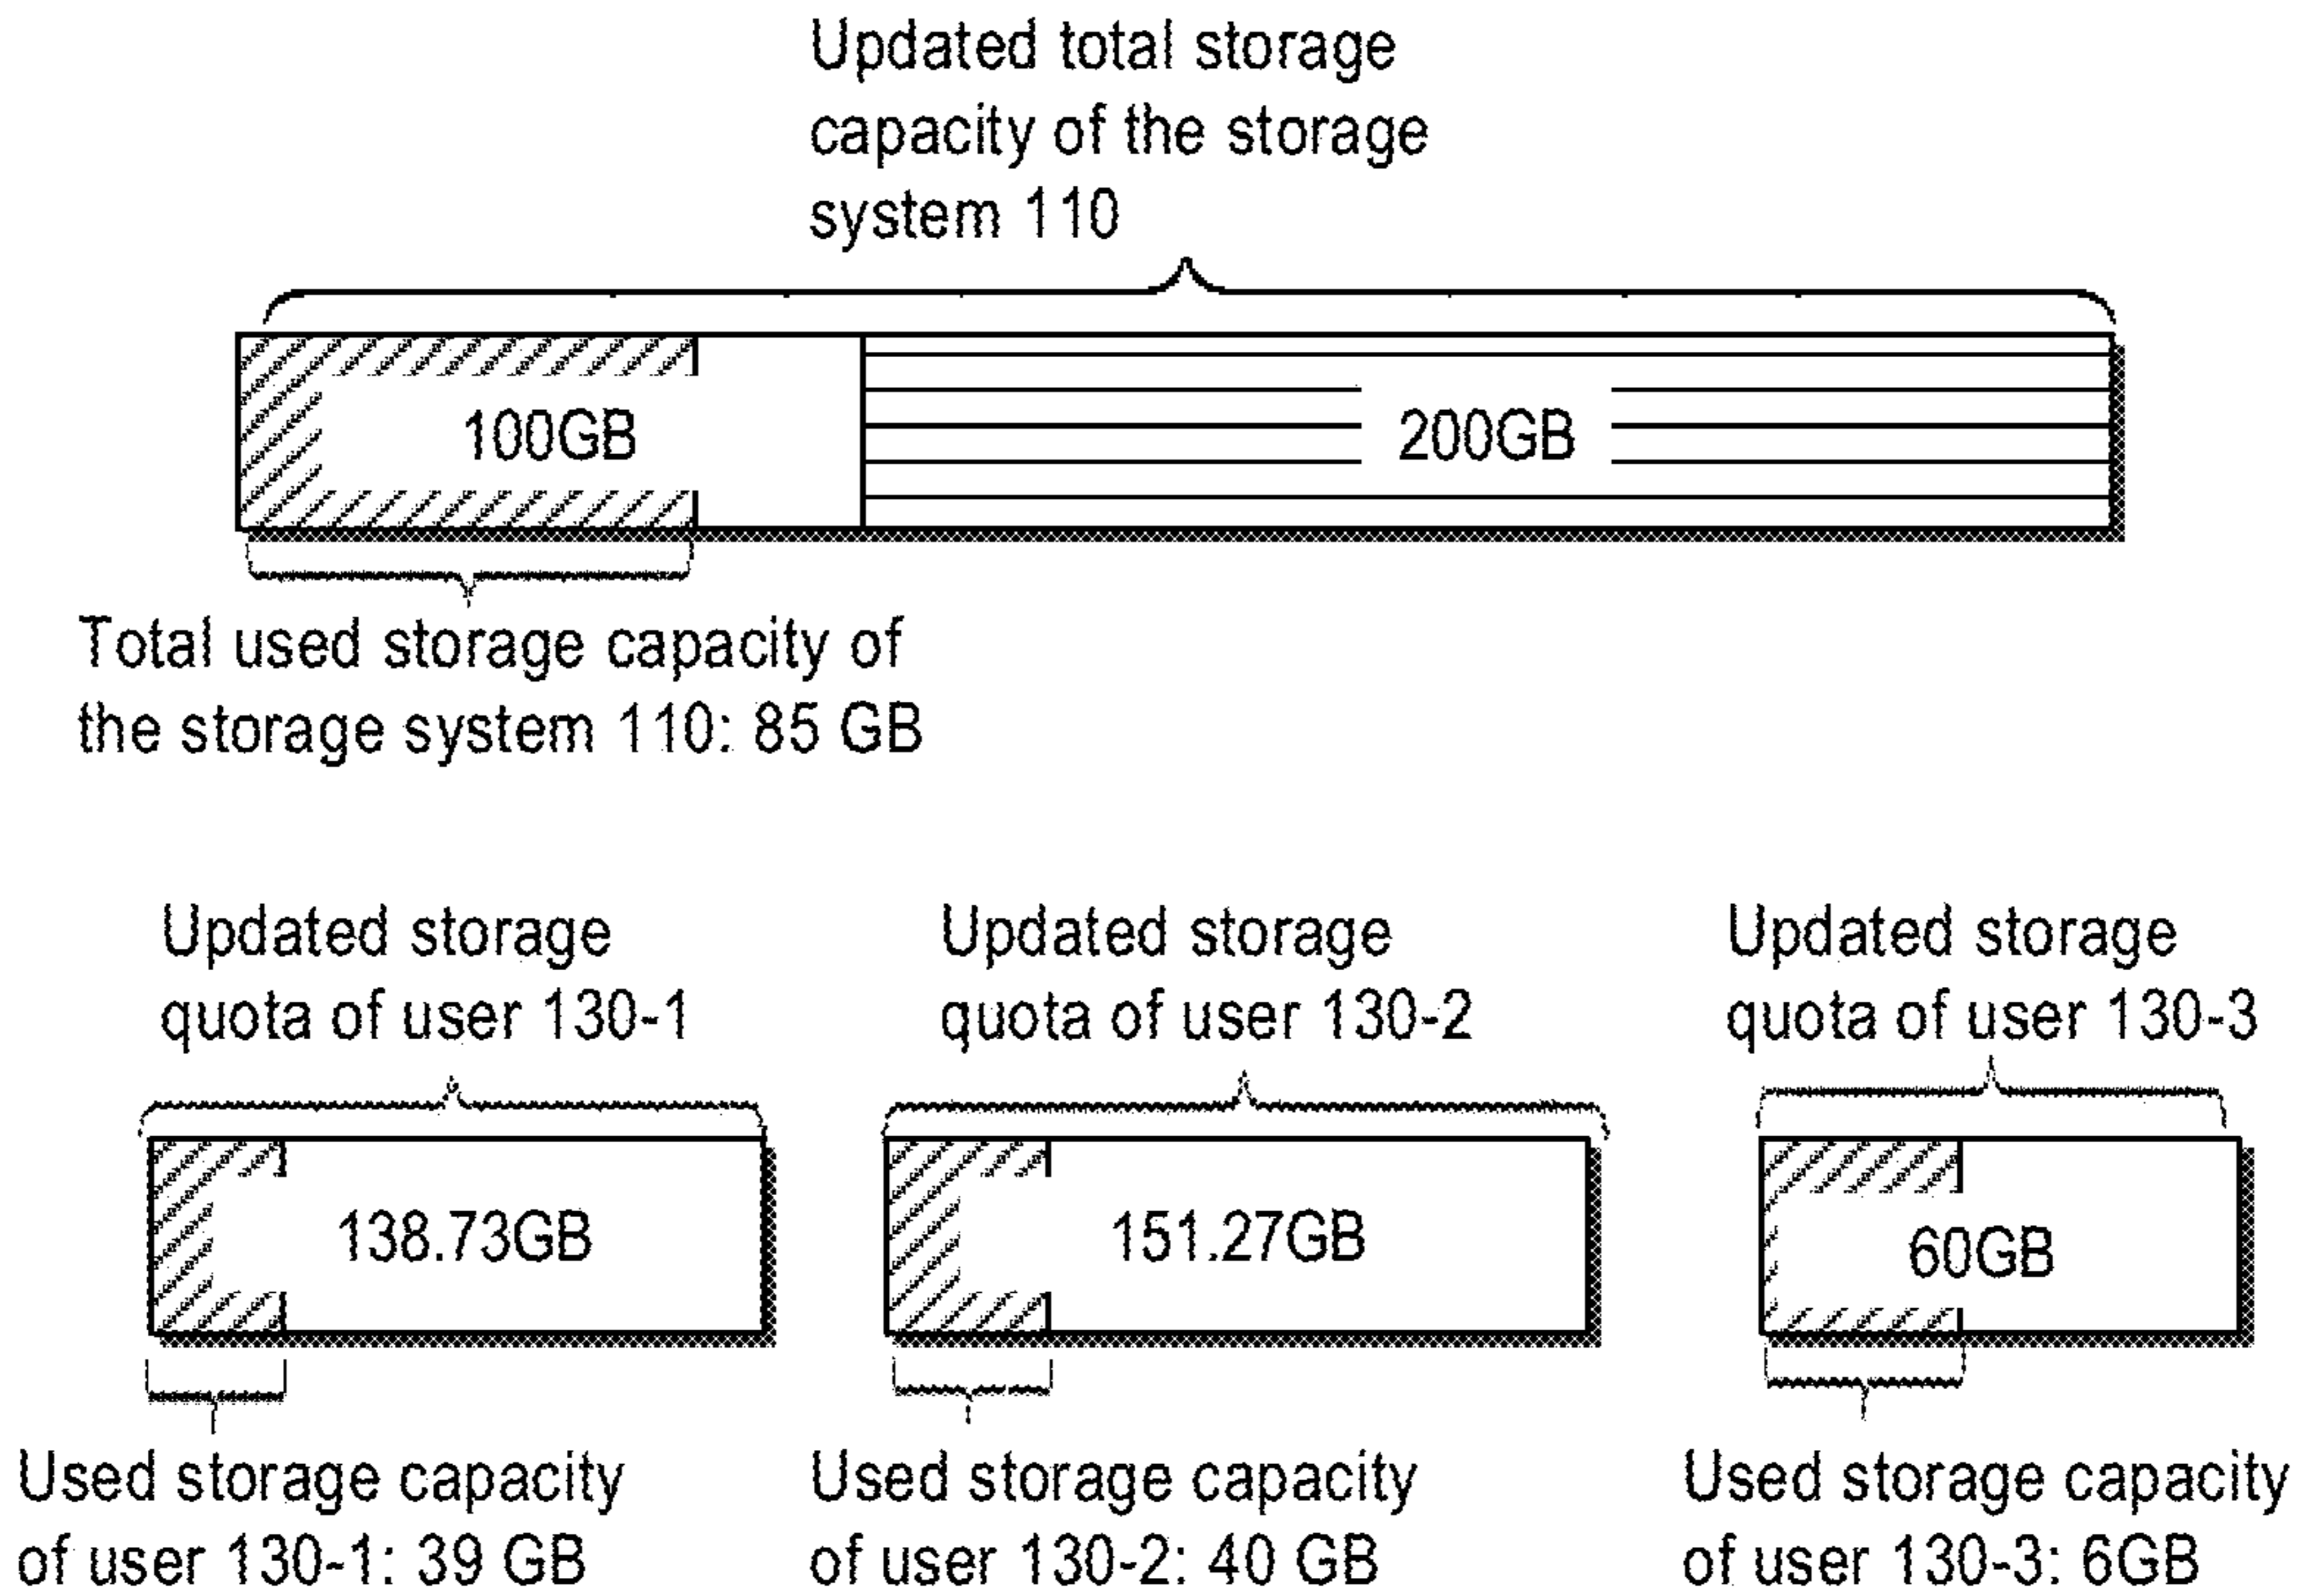 Updated total storage
capacity of the storage
system 110
100GB
200GB
Total used storage capacity of
the storage system 110: 85 GB
Updated storage
quota of user 130-1
Updated storage
quota of user 130-2
Updated storage
quota of user 130-3
138.73GB
151.27GB
60GB
Used storage capacity
of user 130-1: 39 GB
Used storage capacity
of user 130-2: 40 GB
Used storage capacity
of user 130-3: 6GB